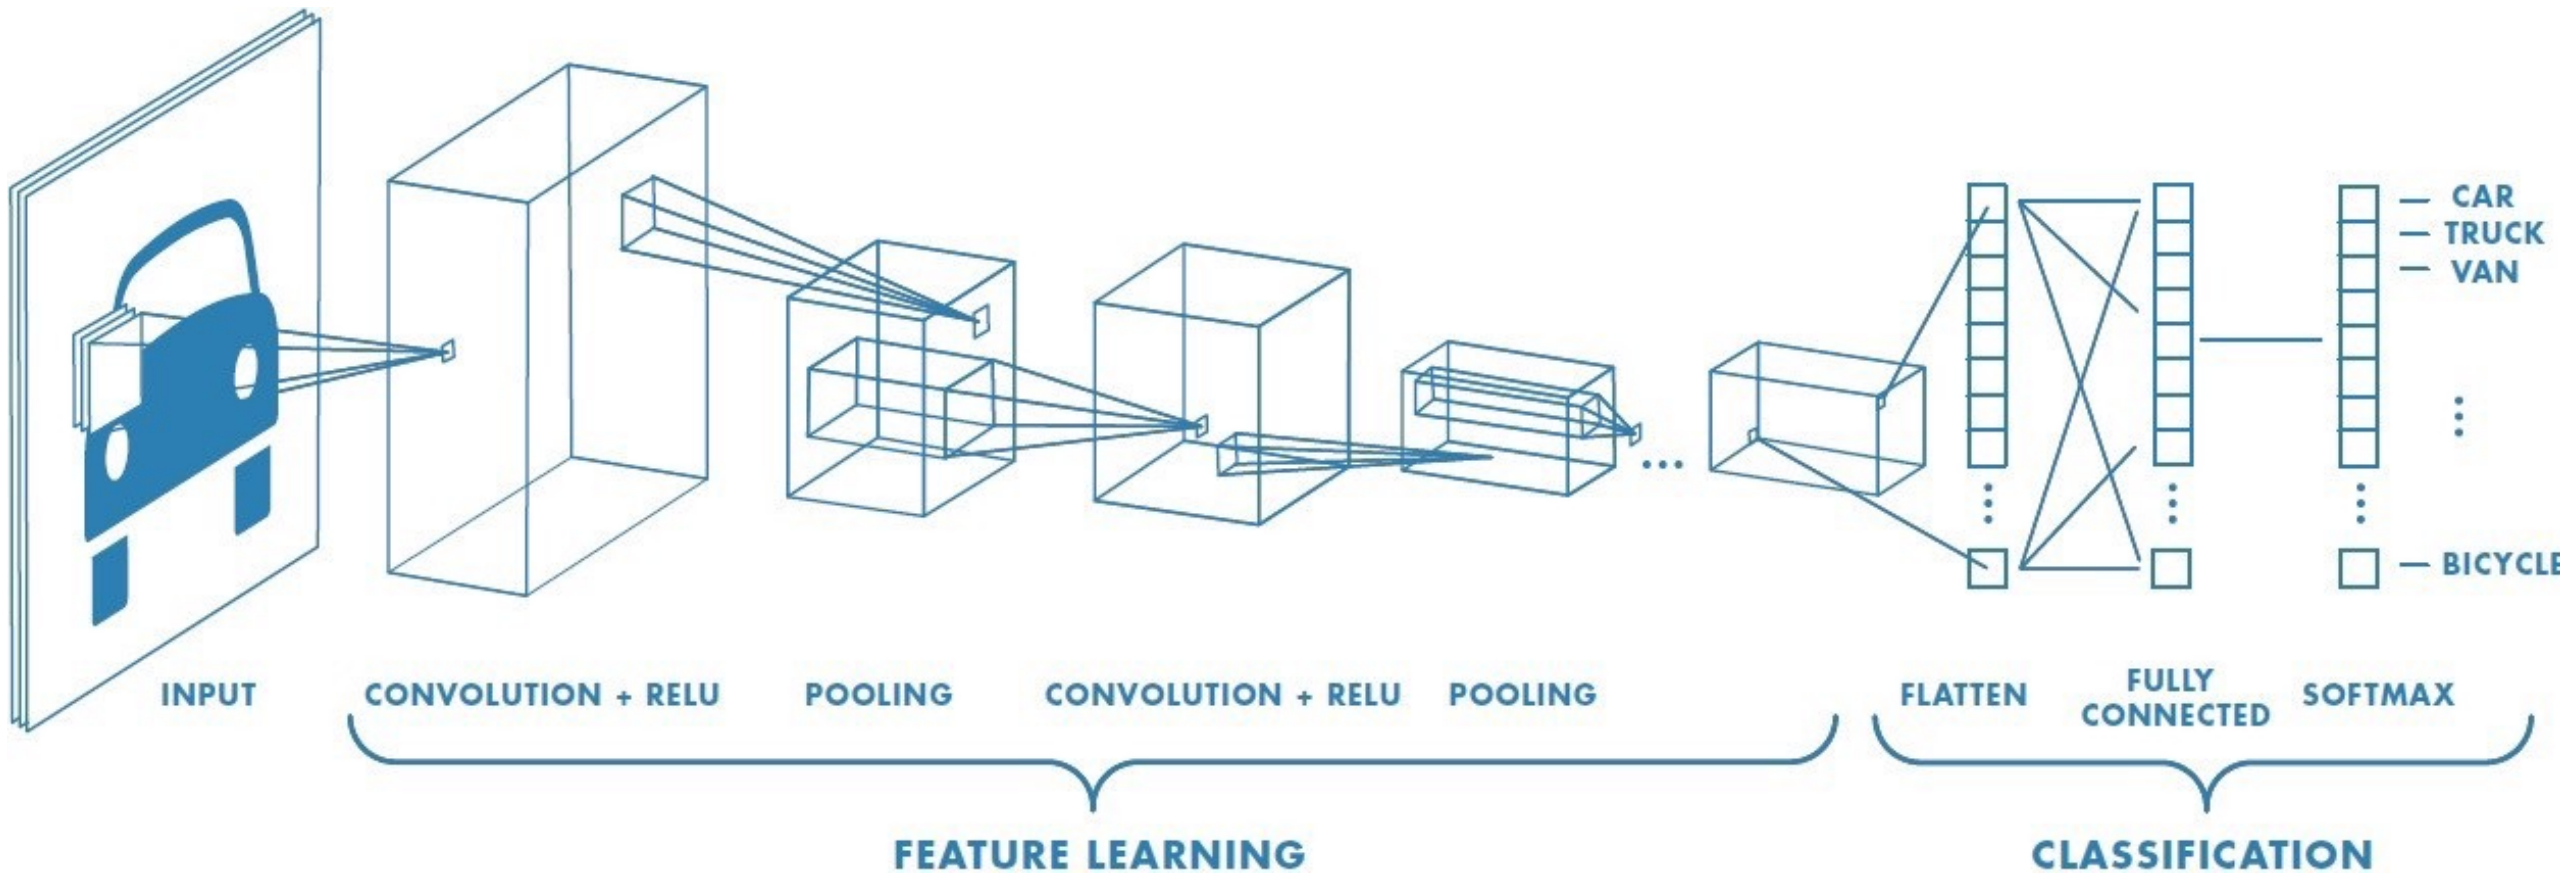 CAR
TRUCK
VAN
BICYCLE
INPUT
CONVOLUTION + RELU
POOLING
CONVOLUTION + RELU
POOLING
FLATTEN
FULLY
CONNECTED
SOFTMAX
FEATURE LEARNING
CLASSIFICATION